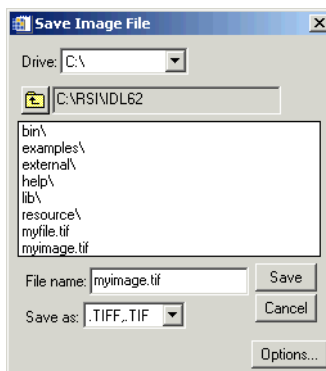 Save Image File
Drive: C:\
C:\RSI\IDL62
bin\
examples\
external\
help\
lib\
resource\
myfile.tif
myimage.tif
File name: myimage.tif
Save
Save as: .TIFF,.TIF
Cancel
Options...